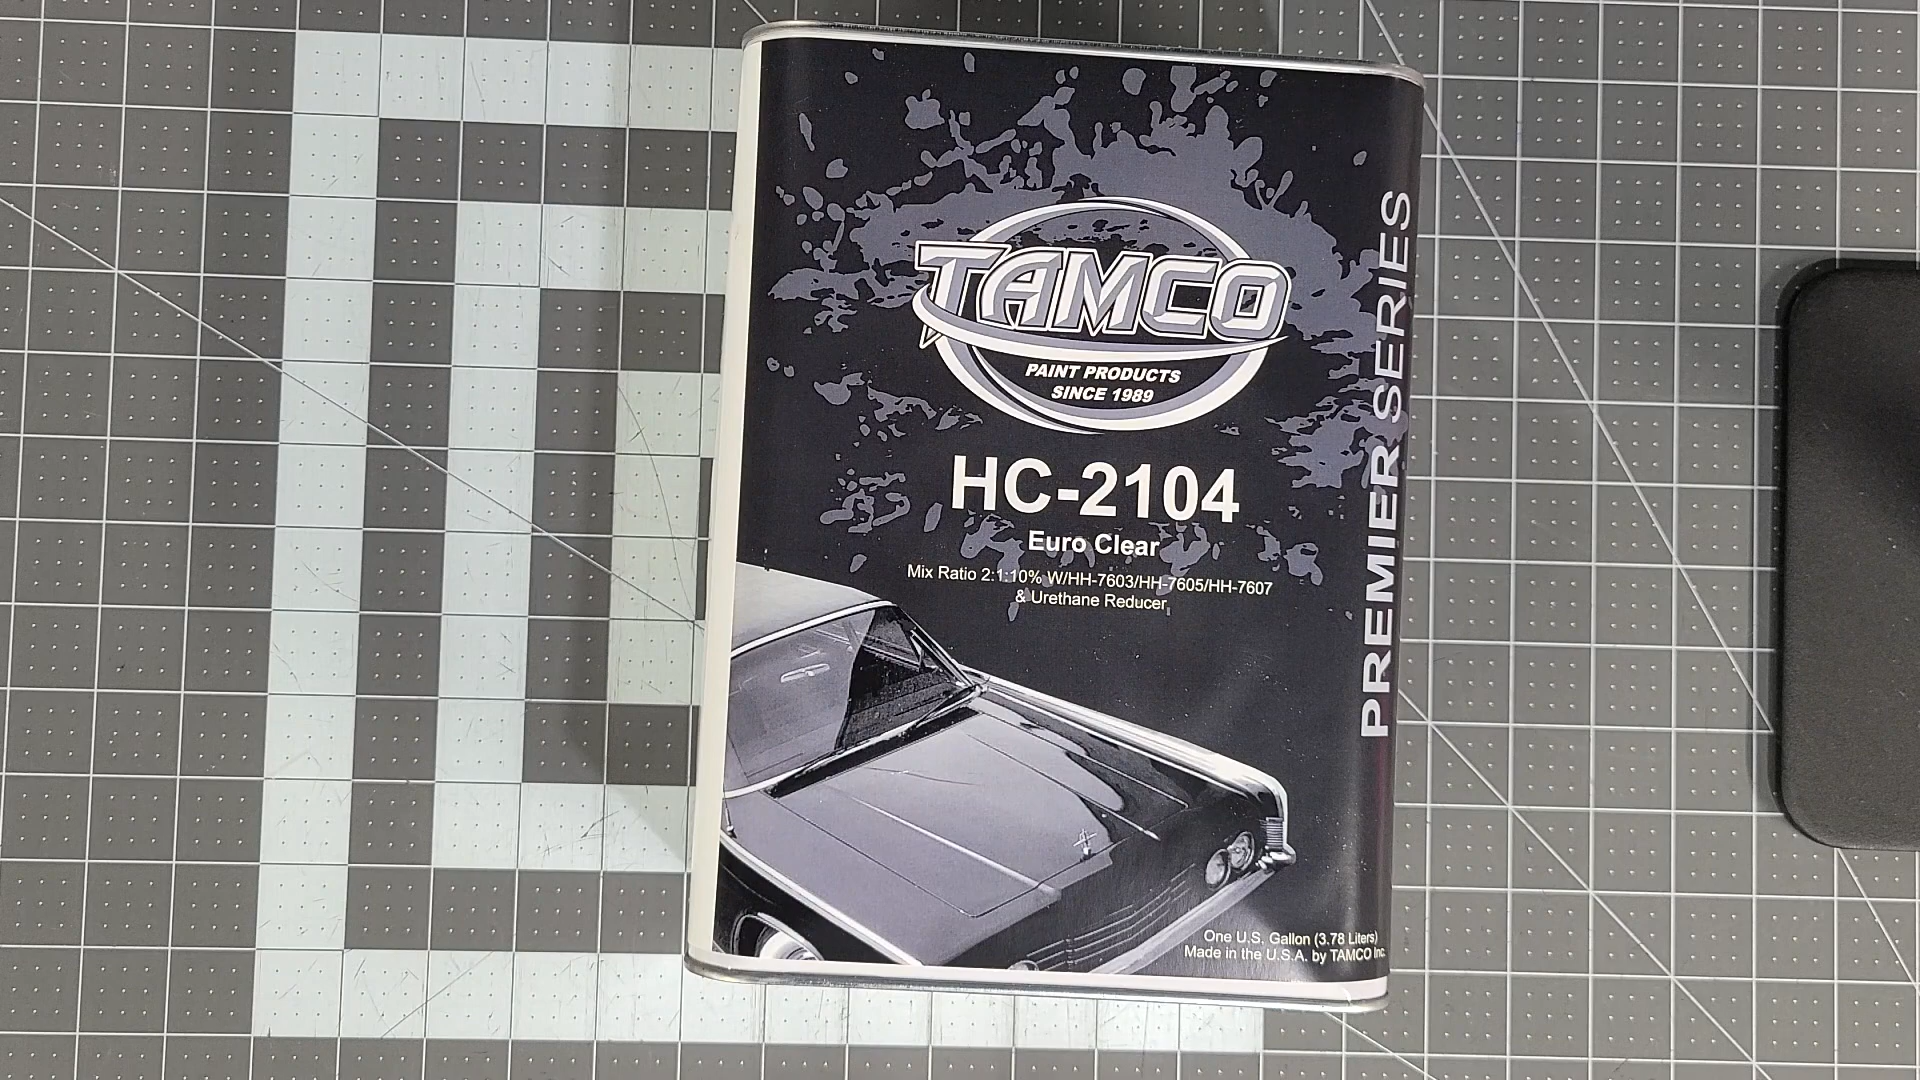 TAMCO
PAINT PRODUCTS
SINCE 1989
HC-2104
Euro Clear
Mix Ratio 2:1:10% W/HH-7603/HH-7605/HH-7607
& Urethane Reducer
PREMIER SERIES
One U.S. Gallon (3.78 Liters)
Made in the U.S.A. by TAMCO Inc.